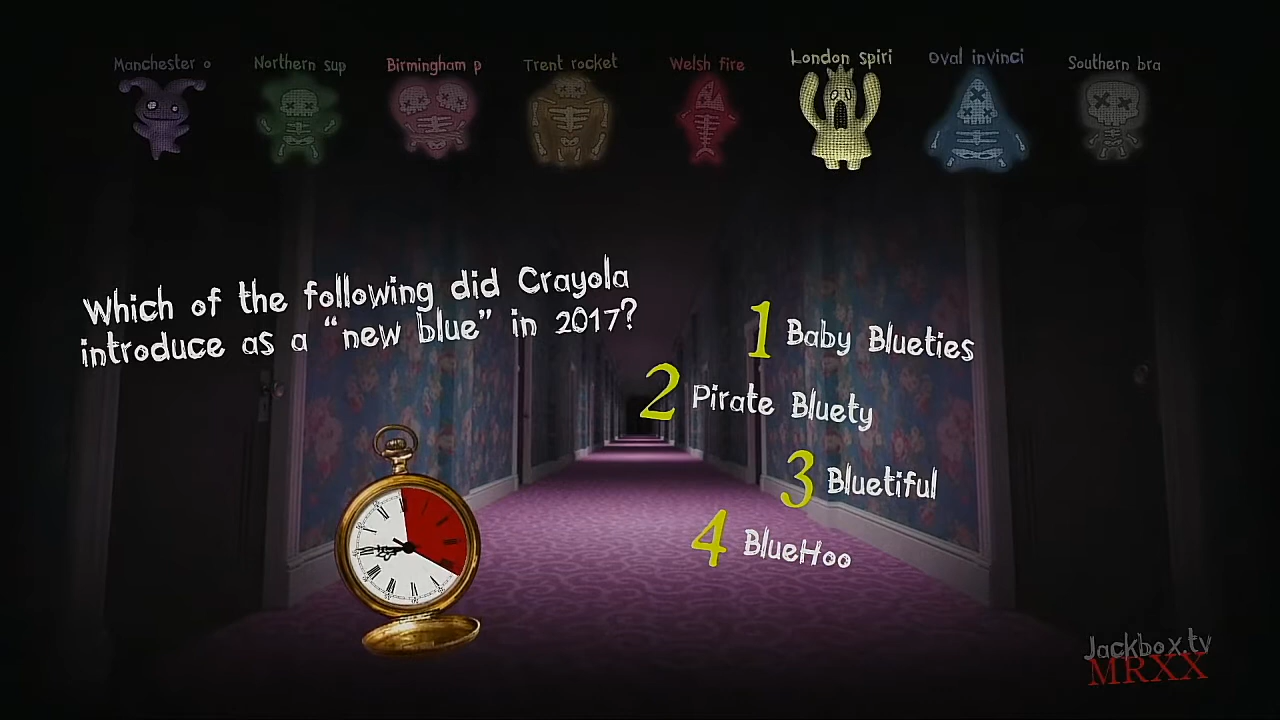 Manchester o
Northern sup
Birmingham p
Trent rocket
Welsh fire
London spiri
Oval invinci
Southern bra
Which of the following did Crayola
introduce as a “new blue” in 2017?
1 Baby Blueties
2 Pirate Bluety
3 Bluetiful
4 BlueHoo
Jackbox.tv
MRXX